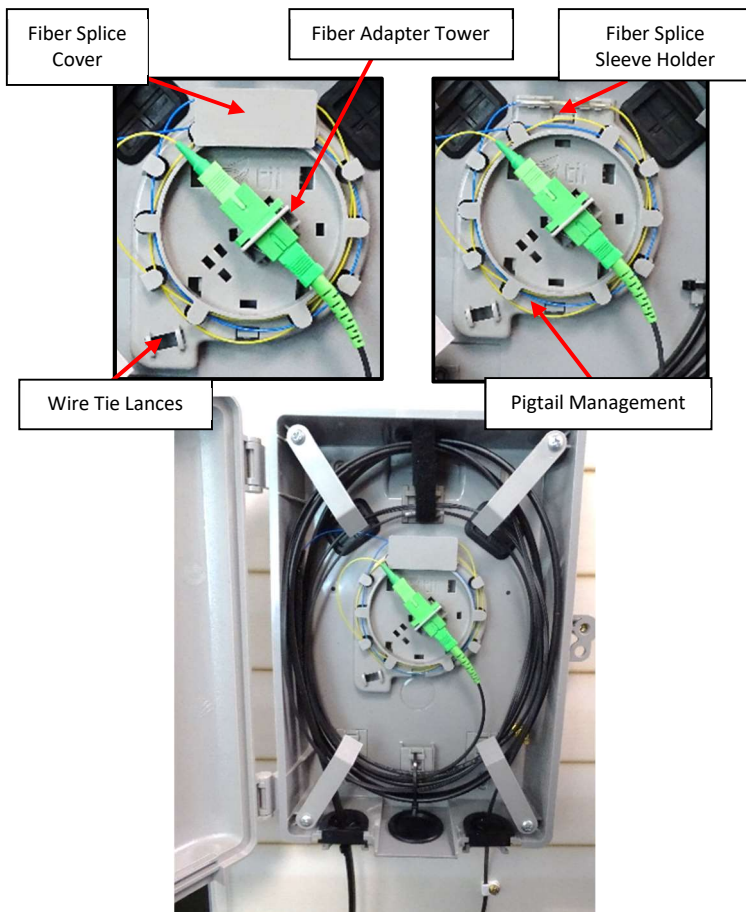 Fiber Splice
Cover
Fiber Adapter Tower
Fiber Splice
Sleeve Holder
Wire Tie Lances
Pigtail Management